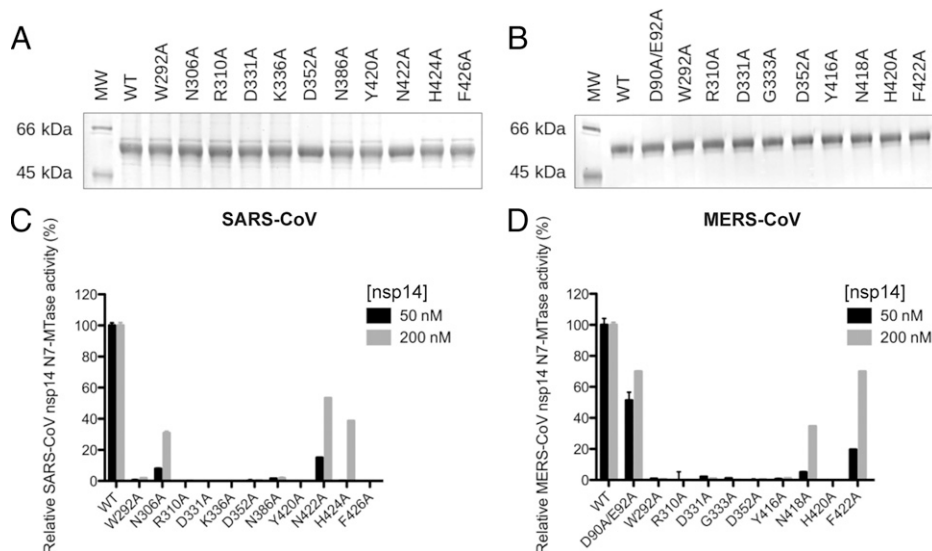 A
MW
WT
W292A
N306A
R310A
D331A
K336A
D352A
N386A
Y420A
N422A
H424A
F426A
66 kDa
45 kDa
B
MW
WT
D90A/E92A
W292A
R310A
D331A
G333A
D352A
Y416A
N418A
H420A
F422A
66 kDa
45 kDa
C
SARS-CoV
Relative SARS-CoV nsp14 N7-MTase activity (%)
[nsp14]
50 nM
200 nM
120
100
80
60
40
20
0
WT
W292A
N306A
R310A
D331A
K336A
D352A
N386A
Y420A
N422A
H424A
F426A
D
MERS-CoV
Relative MERS-CoV nsp14 N7-MTase activity (%)
[nsp14]
50 nM
200 nM
120
100
80
60
40
20
0
WT
D90A/E92A
W292A
R310A
D331A
G333A
D352A
Y416A
N418A
H420A
F422A